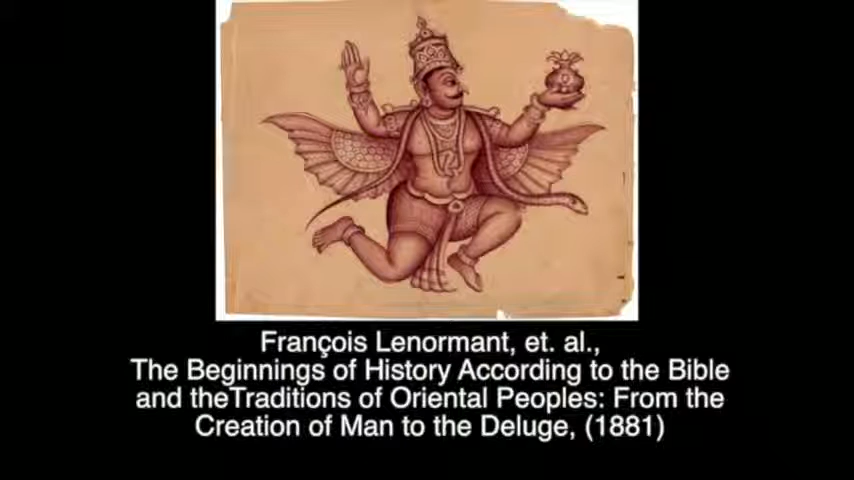 François Lenormant, et. al.,
The Beginnings of History According to the Bible
and theTraditions of Oriental Peoples: From the
Creation of Man to the Deluge, (1881)